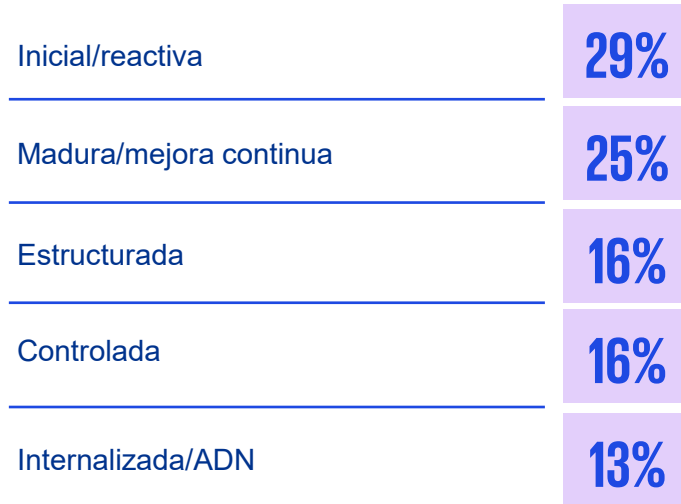 Inicial/reactiva 29%
Madura/mejora continua 25%
Estructurada 16%
Controlada 16%
Internalizada/ADN 13%